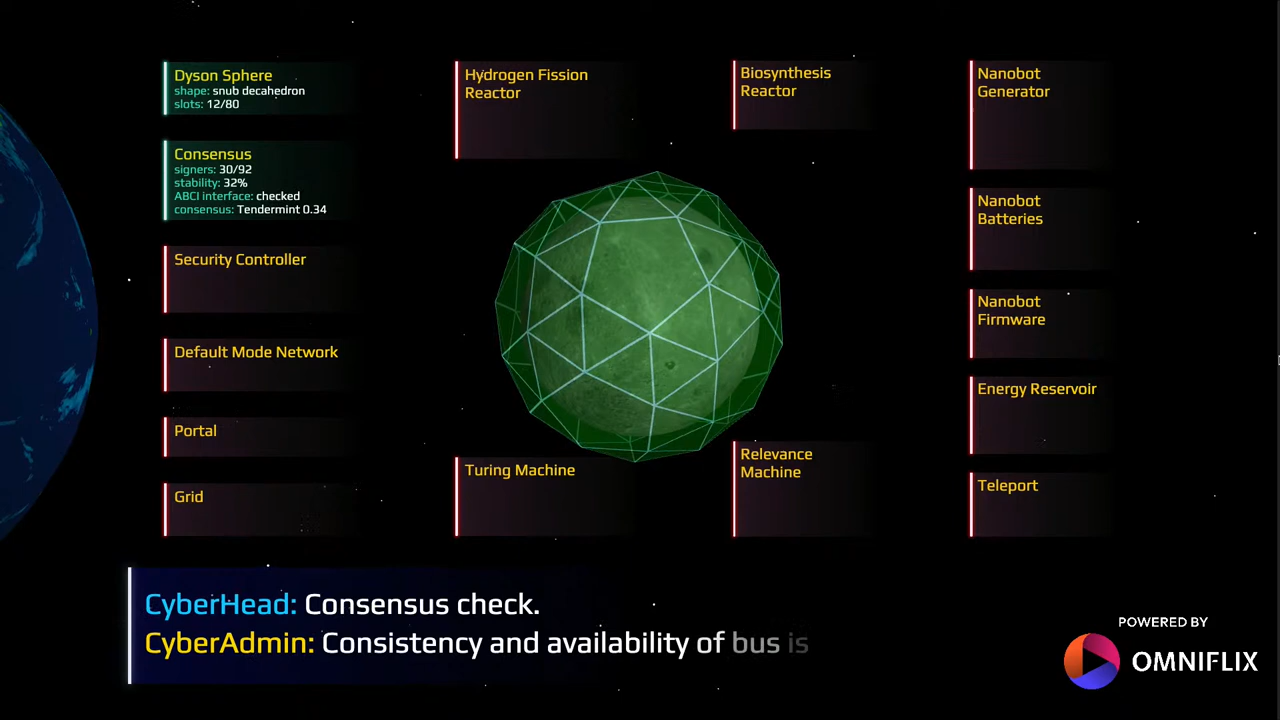 Dyson Sphere
shape: snub decahedron
slots: 12/80
Consensus
signers: 30/92
stability: 32%
ABCI interface: checked
consensus: Tendermint 0.34
Security Controller
Default Mode Network
Portal
Grid
Hydrogen Fission
Reactor
Turing Machine
Biosynthesis
Reactor
Relevance
Machine
Nanobot
Generator
Nanobot
Batteries
Nanobot
Firmware
Energy Reservoir
Teleport
CyberHead: Consensus check.
CyberAdmin: Consistency and availability of bus is
POWERED BY
OMNIFLIX